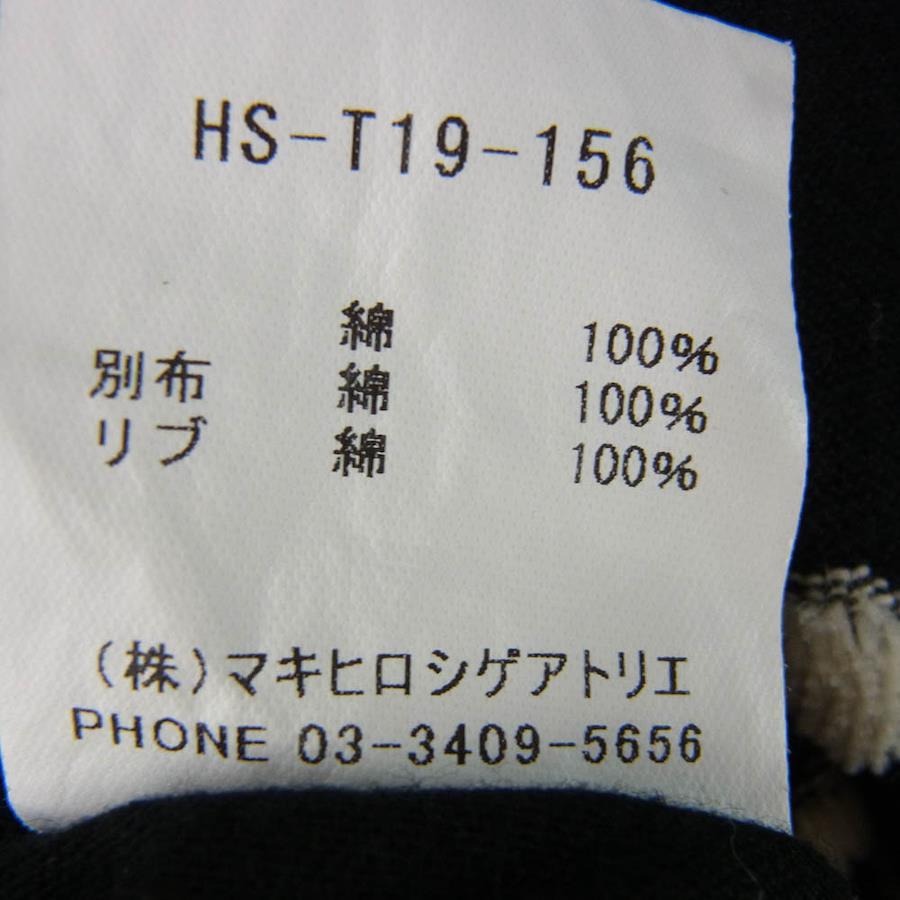 HS-T19-156
綿 100%
別布 綿 100%
リブ 綿 100%
(株)マキヒロシゲアトリエ
PHONE 03-3409-5656